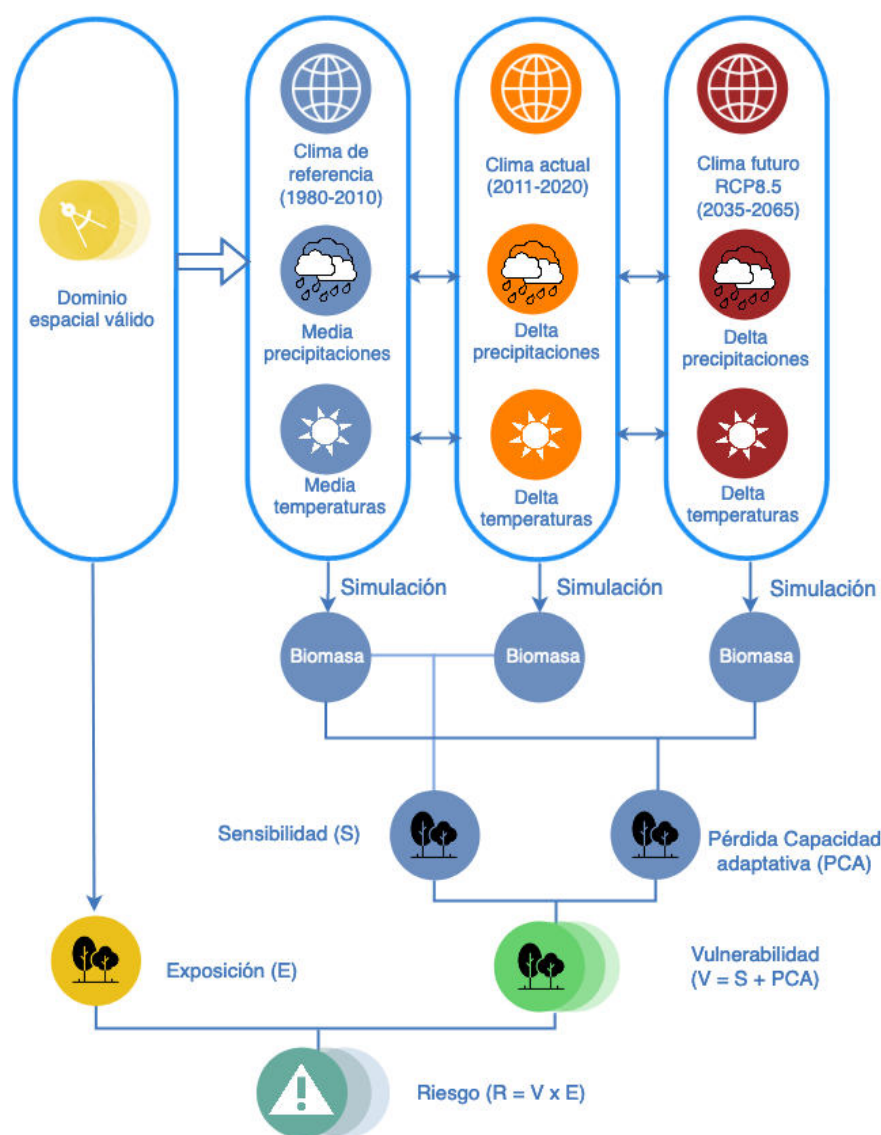 Clima de
referencia
(1980-2010)
Clima actual
(2011-2020)
Clima futuro
RCP8.5
(2035-2065)
Dominio
espacial válido
Media
precipitaciones
Delta
precipitaciones
Delta
precipitaciones
Media
temperaturas
Delta
temperaturas
Delta
temperaturas
Simulación
Simulación
Simulación
Biomasa
Biomasa
Biomasa
Sensibilidad (S)
Pérdida Capacidad
adaptativa (PCA)
Exposición (E)
Vulnerabilidad
(V = S + PCA)
Riesgo (R = V x E)